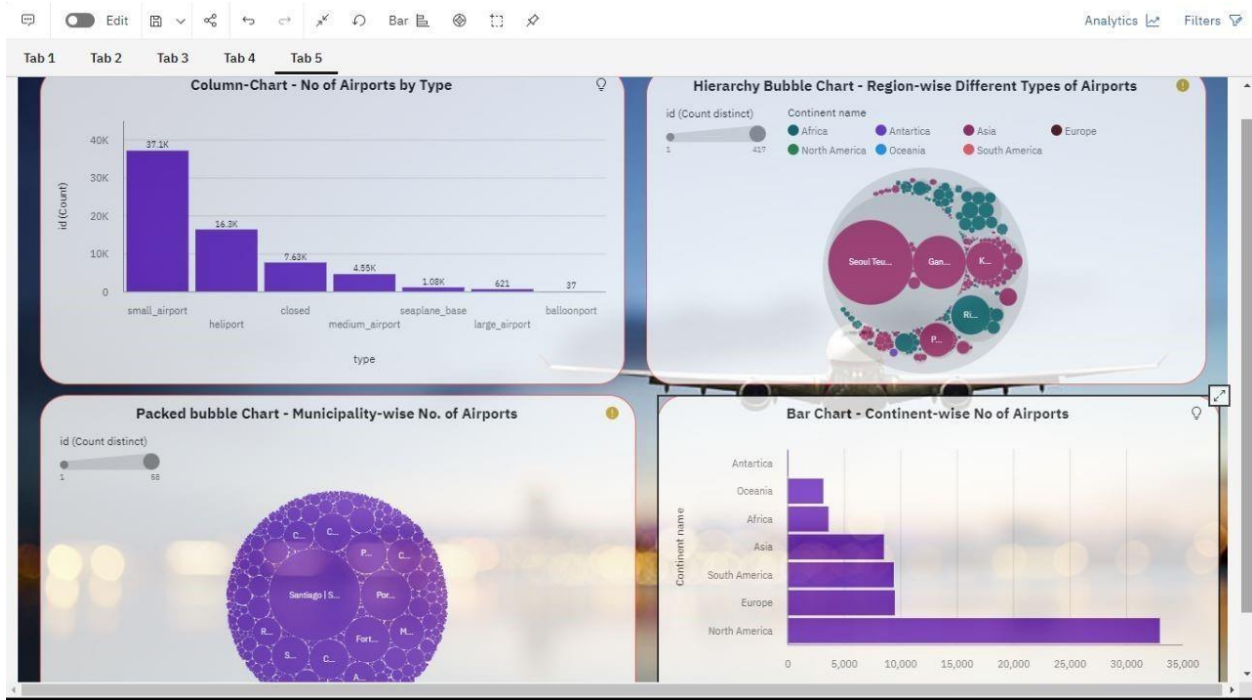 Edit
Bar
Analytics
Filters
Tab 1 Tab 2 Tab 3 Tab 4 Tab 5
Column-Chart - No of Airports by Type
id (Count)
40K
30K
20K
10K
0
37.1K
16.3K
7.63K
4.55K
1.08K
621
37
small_airport
heliport
closed
medium_airport
seaplane_base
large_airport
balloonport
type
Hierarchy Bubble Chart - Region-wise Different Types of Airports
id (Count distinct)
1 417
Continent name
Africa Antartica Asia Europe
North America Oceania South America
Seoul Teu...
Gan...
K...
Ri...
P...
Packed bubble Chart - Municipality-wise No. of Airports
id (Count distinct)
1 68
C...
C...
P...
C...
Santiago | S...
Por...
R...
Fort...
M...
S...
C...
A...
Bar Chart - Continent-wise No of Airports
Continent name
Antartica
Oceania
Africa
Asia
South America
Europe
North America
0 5,000 10,000 15,000 20,000 25,000 30,000 35,000